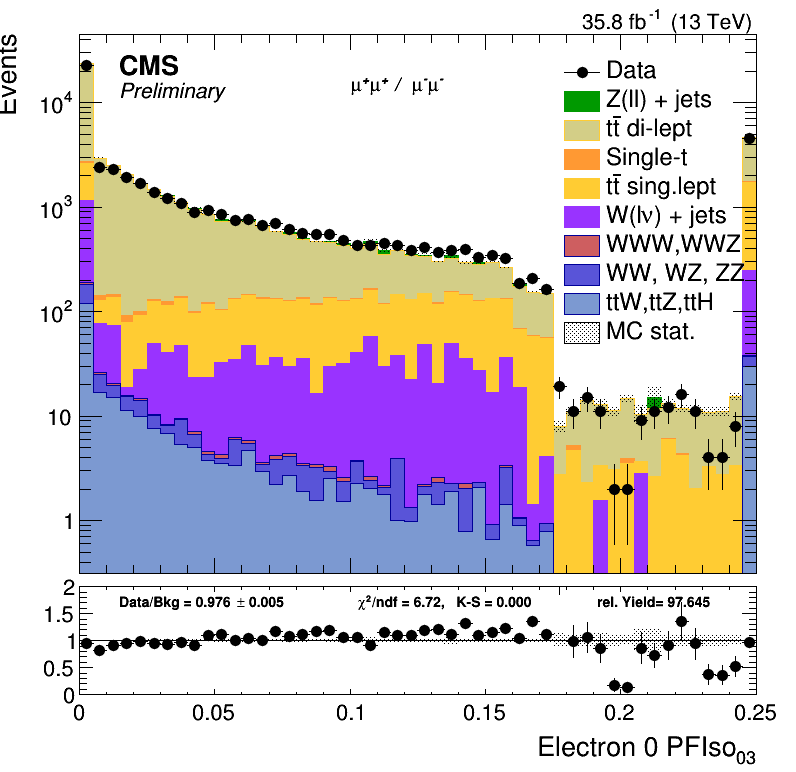 35.8 fb⁻¹ (13 TeV)
Events
CMS
Preliminary
μ⁺μ⁺ / μ⁻μ⁻
Data
Z(ll) + jets
tt̄ di-lept
Single-t
tt̄ sing.lept
W(lν) + jets
WWW,WWZ
WW, WZ, ZZ
ttW,ttZ,ttH
MC stat.
10⁴
10³
10²
10
1
2
1.5
1
0.5
0
Data/Bkg = 0.976 ± 0.005
χ²/ndf = 6.72, K-S = 0.000
rel. Yield= 97.645
0 0.05 0.1 0.15 0.2 0.25
Electron 0 PFIso₀₃